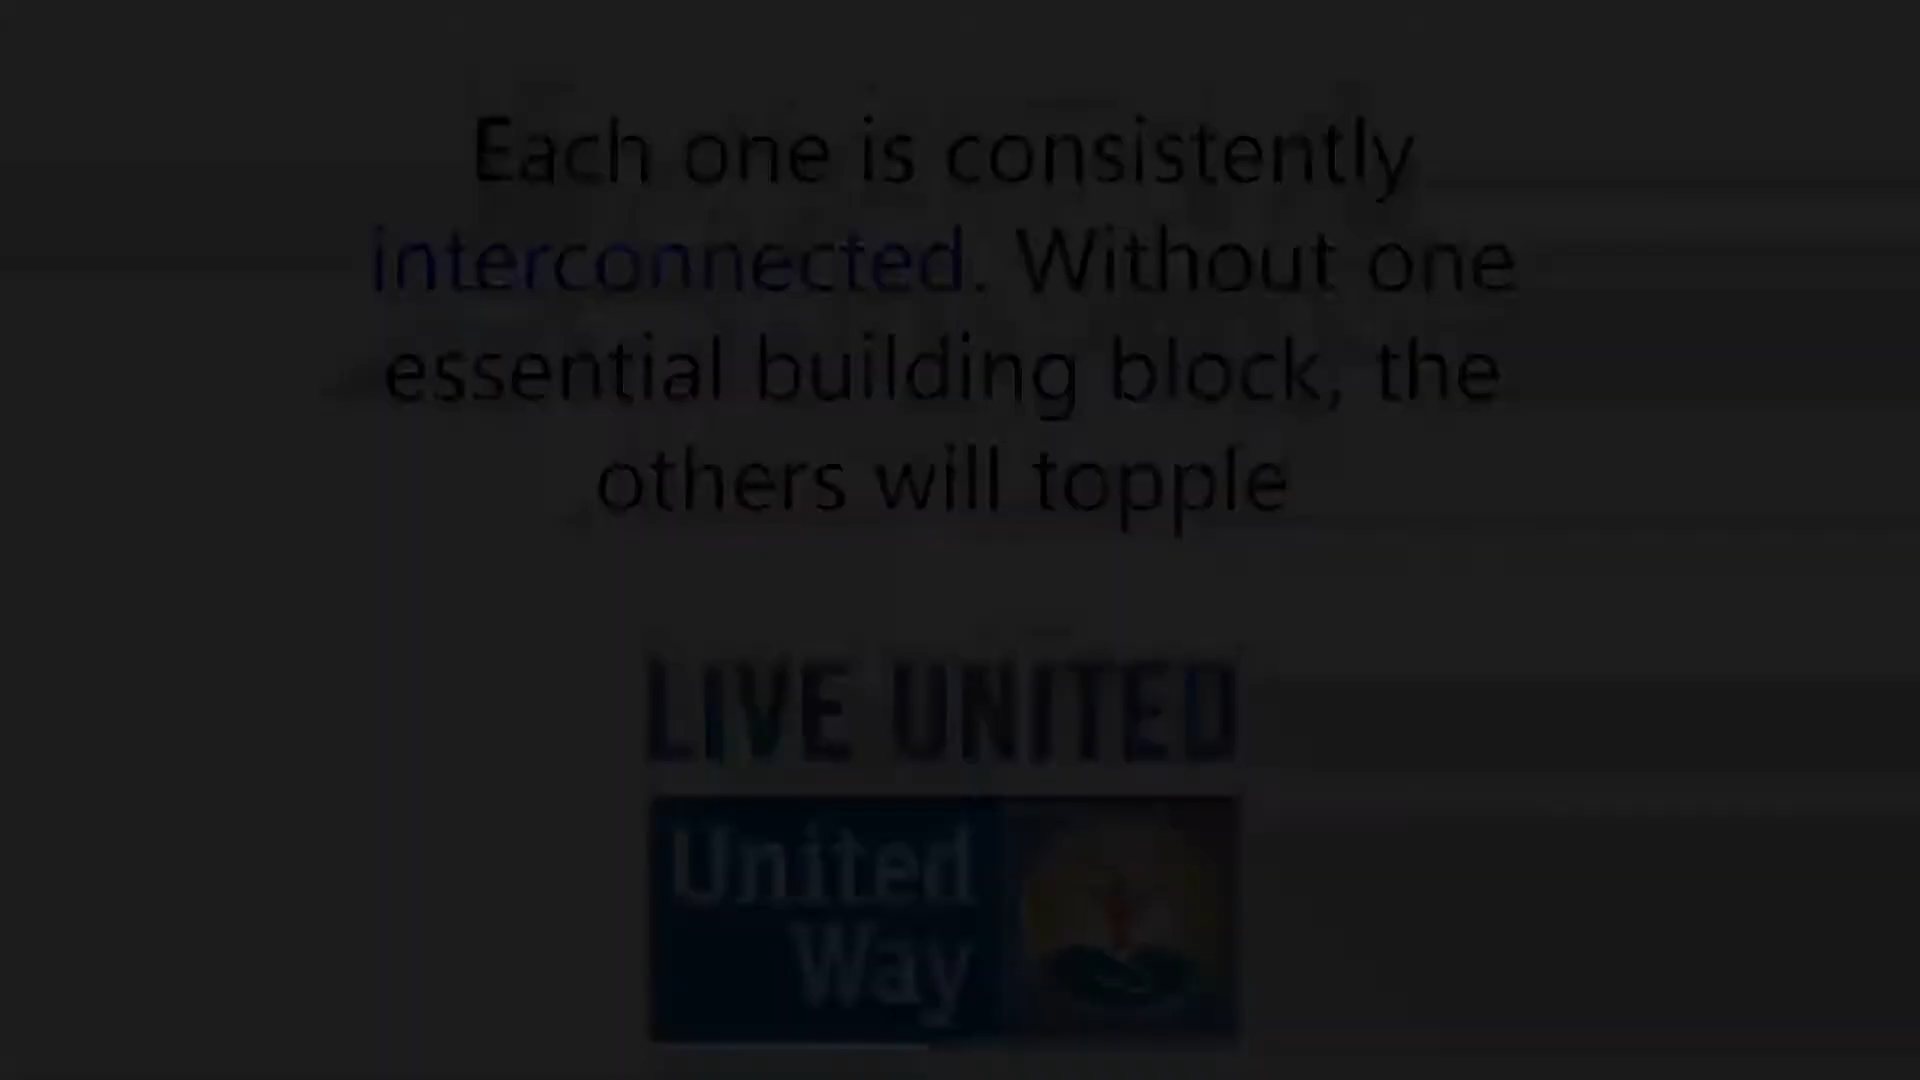 Each one is consistently
interconnected. Without one
essential building block, the
others will topple
LIVE UNITED
United
Way